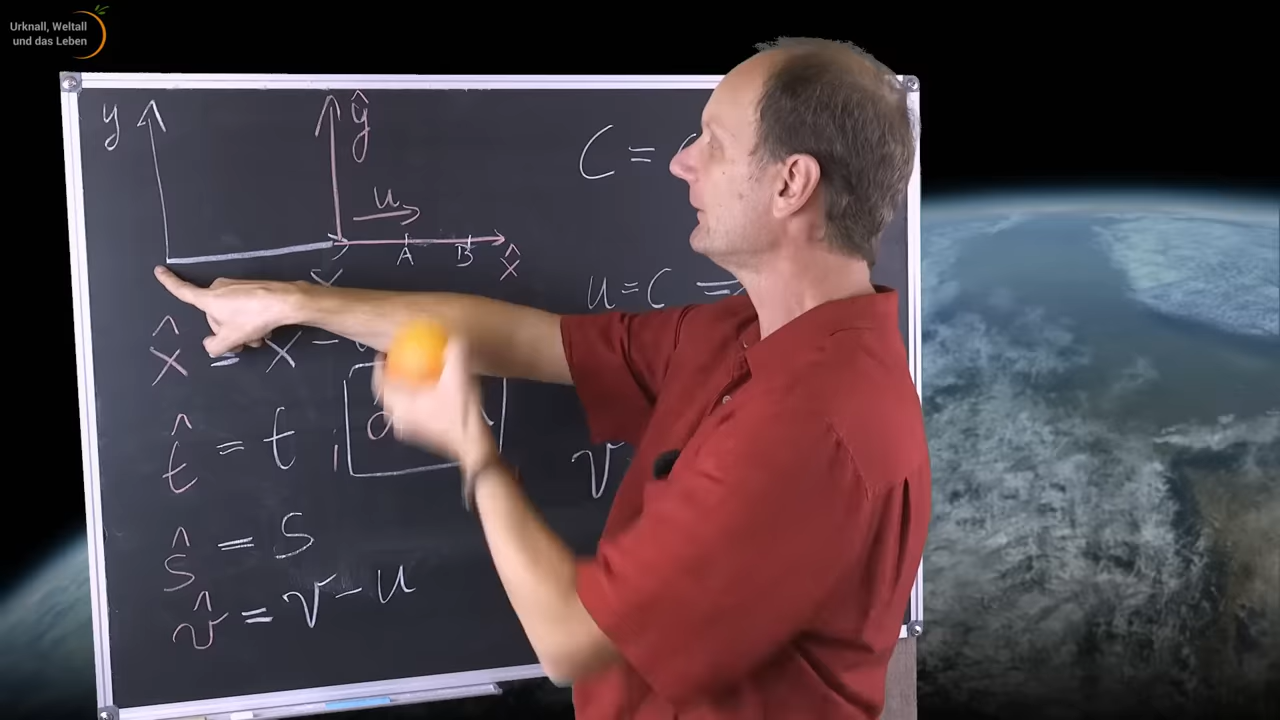 Urknall, Weltall
und das Leben
y
ŷ
u
A B x̂
C =
u = c ⇒
x̂ = x −
t̂ = t
i
ŝ = s
v̂ = v − u
v